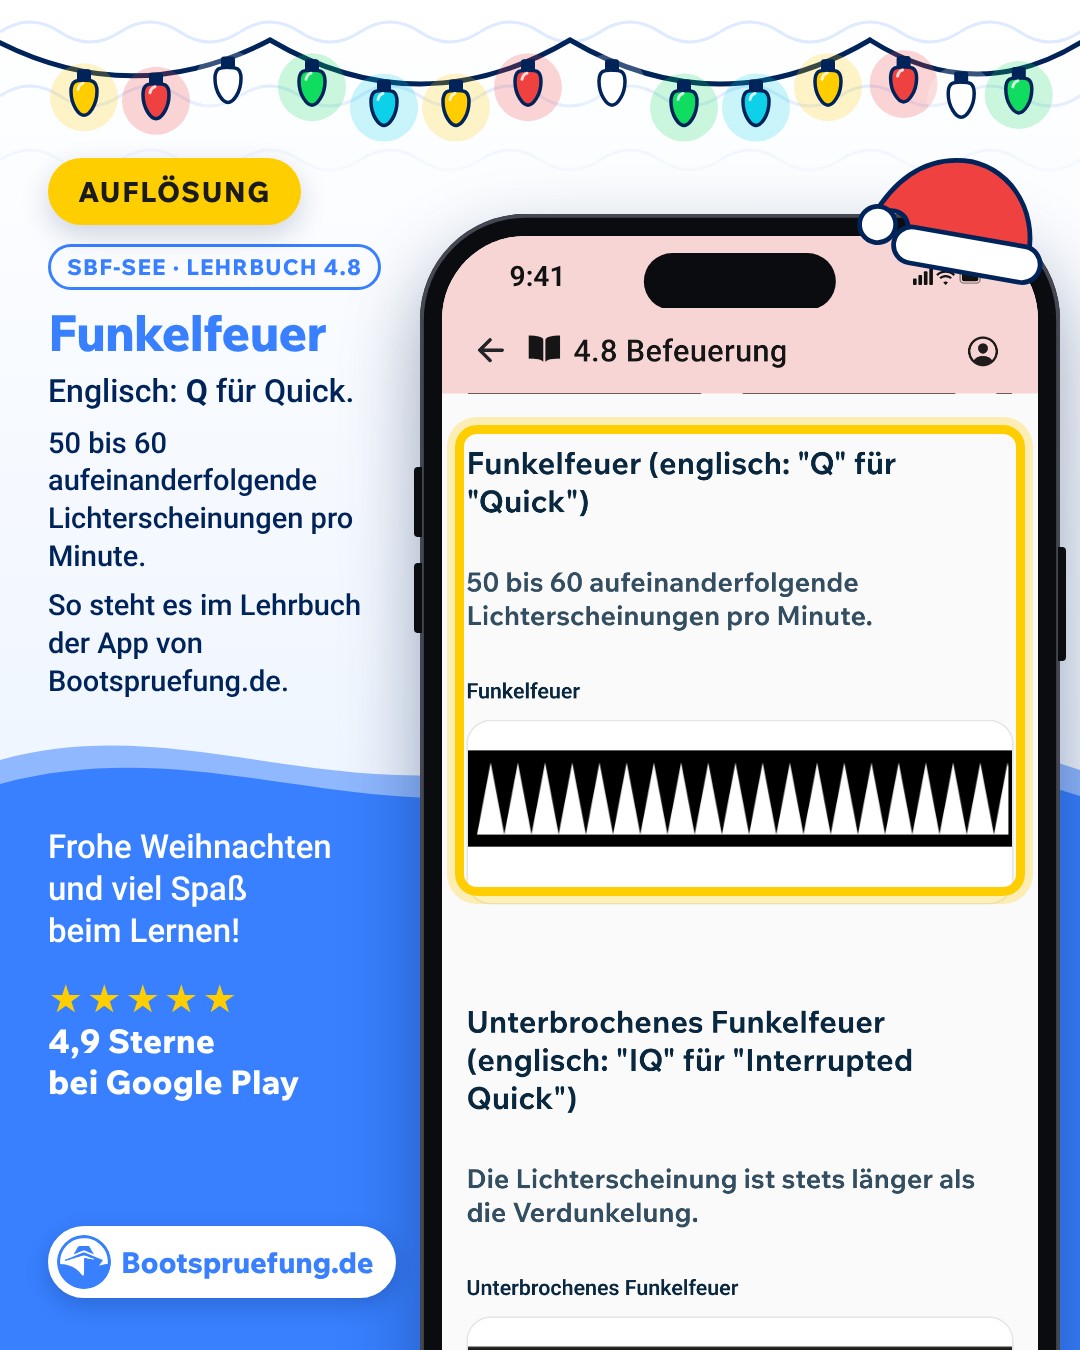 AUFLÖSUNG
SBF-SEE · LEHRBUCH 4.8
Funkelfeuer
Englisch: Q für Quick.
50 bis 60
aufeinanderfolgende
Lichterscheinungen pro
Minute.
So steht es im Lehrbuch
der App von
Bootspruefung.de.
Frohe Weihnachten
und viel Spaß
beim Lernen!
★★★★★
4,9 Sterne
bei Google Play
Bootspruefung.de
9:41
4.8 Befeuerung
Funkelfeuer (englisch: "Q" für
"Quick")
50 bis 60 aufeinanderfolgende
Lichterscheinungen pro Minute.
Funkelfeuer
Unterbrochenes Funkelfeuer
(englisch: "IQ" für "Interrupted
Quick")
Die Lichterscheinung ist stets länger als
die Verdunkelung.
Unterbrochenes Funkelfeuer